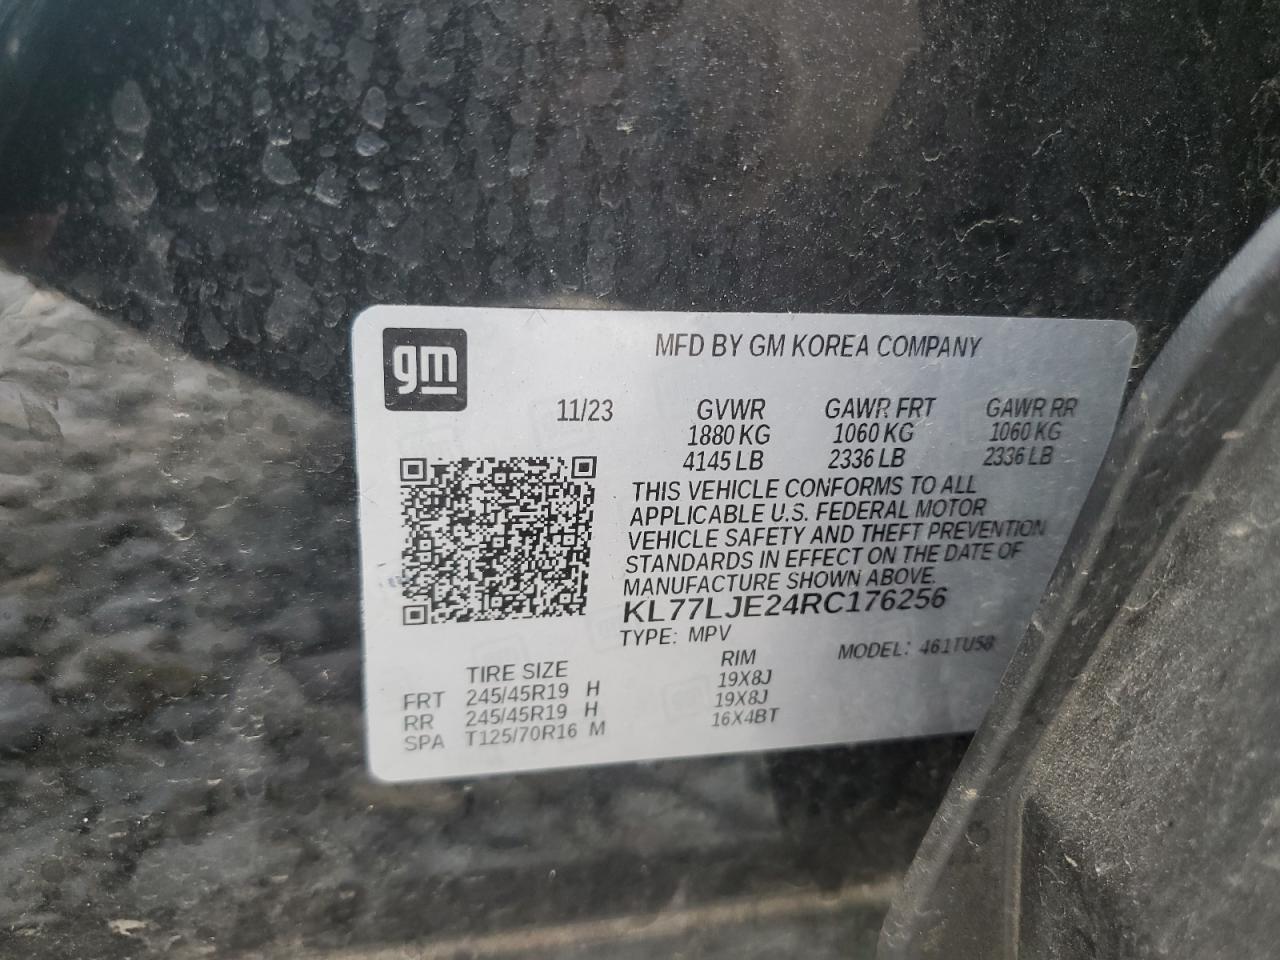 gm
MFD BY GM KOREA COMPANY
11/23 GVWR GAWR FRT GAWR RR
1880 KG 1060 KG 1060 KG
4145 LB 2336 LB 2336 LB
THIS VEHICLE CONFORMS TO ALL
APPLICABLE U.S. FEDERAL MOTOR
VEHICLE SAFETY AND THEFT PREVENTION
STANDARDS IN EFFECT ON THE DATE OF
MANUFACTURE SHOWN ABOVE.
KL77LJE24RC176256
TYPE: MPV MODEL: 461TU58
TIRE SIZE RIM
FRT 245/45R19 H 19X8J
RR 245/45R19 H 19X8J
SPA T125/70R16 M 16X4BT